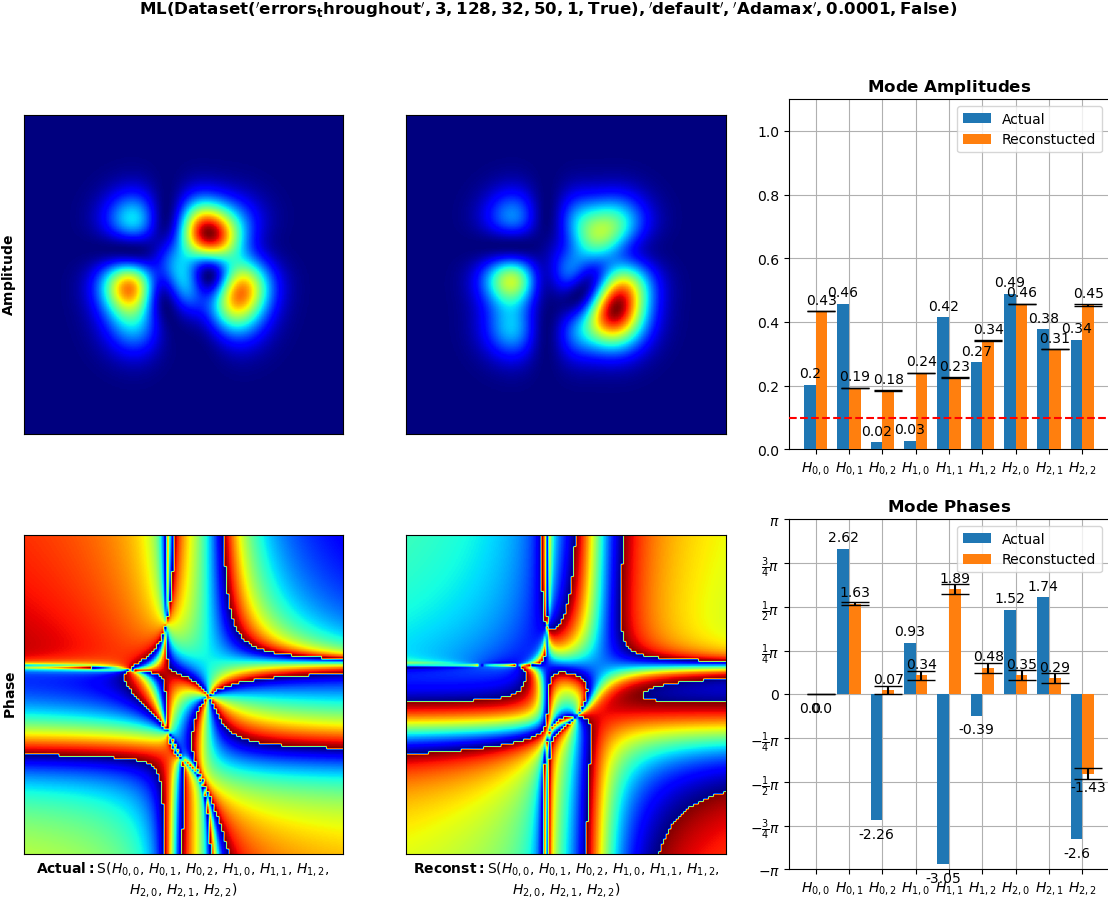 ML(Dataset('errors_throughout', 3, 128, 32, 50, 1, True), 'default', 'Adamax', 0.0001, False)
Amplitude
Mode Amplitudes
Actual
Reconstucted
1.0
0.8
0.6
0.4
0.2
0.0
0.2 0.43 0.46 0.19 0.02 0.18 0.03 0.24 0.42 0.23 0.27 0.34 0.49 0.46 0.38 0.31 0.34 0.45
H0,0 H0,1 H0,2 H1,0 H1,1 H1,2 H2,0 H2,1 H2,2
Phase
Actual: S(H0,0, H0,1, H0,2, H1,0, H1,1, H1,2,
H2,0, H2,1, H2,2)
Reconst: S(H0,0, H0,1, H0,2, H1,0, H1,1, H1,2,
H2,0, H2,1, H2,2)
Mode Phases
Actual
Reconstucted
π
3/4π
1/2π
1/4π
0
−1/4π
−1/2π
−3/4π
−π
0.0 0.0 2.62 1.63 -2.26 0.07 0.93 0.34 -3.05 1.89 -0.39 0.48 1.52 0.35 1.74 0.29 -2.6 -1.43
H0,0 H0,1 H0,2 H1,0 H1,1 H1,2 H2,0 H2,1 H2,2